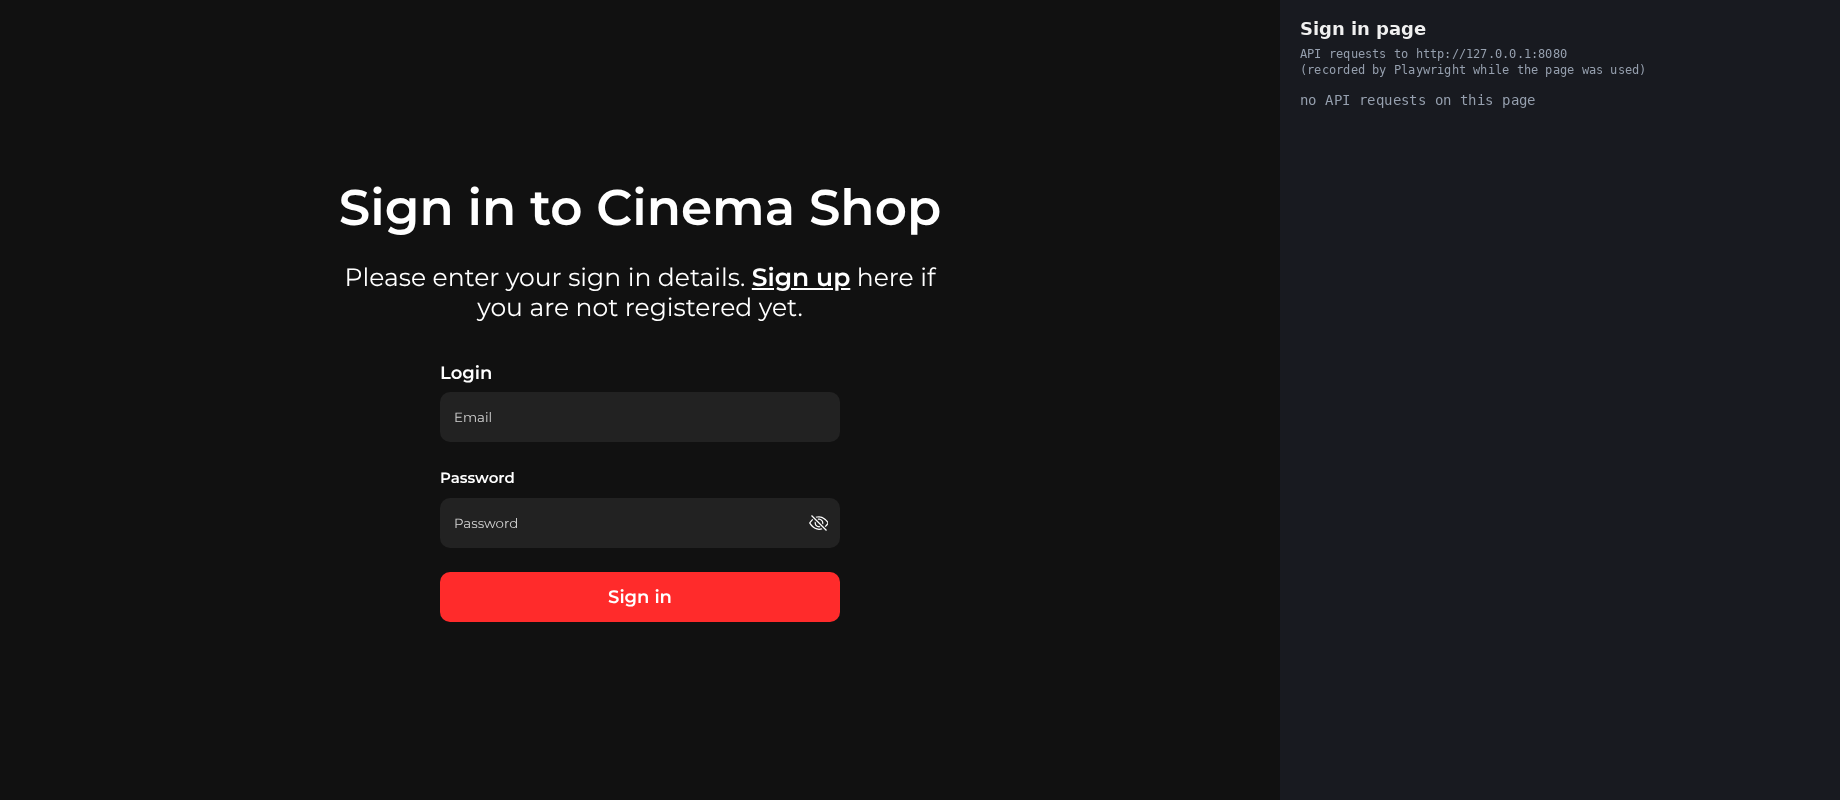 Sign in to Cinema Shop
Please enter your sign in details. Sign up here if
you are not registered yet.
Login
Email
Password
Password
Sign in
Sign in page
API requests to http://127.0.0.1:8080
(recorded by Playwright while the page was used)
no API requests on this page